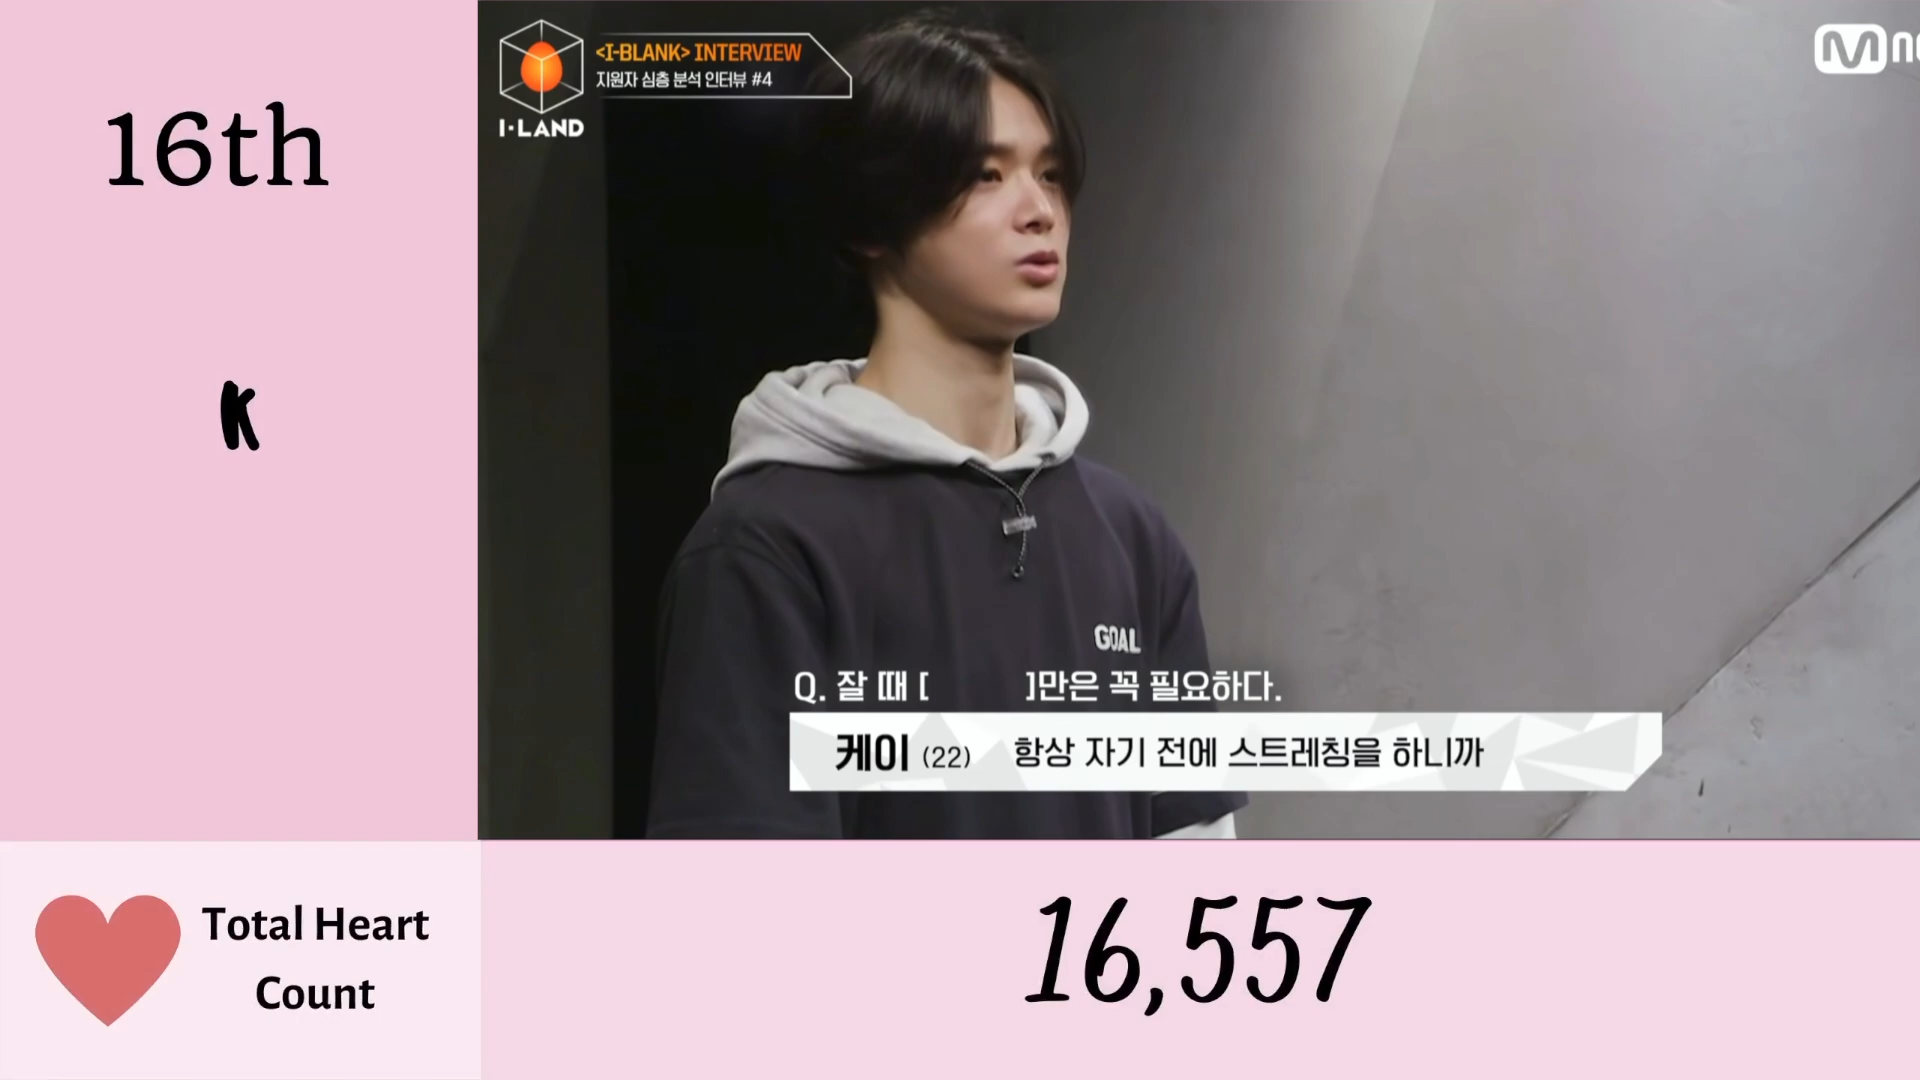 16th
K
<I-BLANK> INTERVIEW
지원자 심층 분석 인터뷰 #4
I·LAND
GOAL
Q. 잘 때 [ ]만은 꼭 필요하다.
케이 (22) 항상 자기 전에 스트레칭을 하니까
Total Heart
Count
16,557